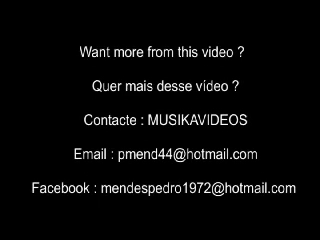 Want more from this video ?
Quer mais desse vídeo ?
Contacte : MUSIKAVIDEOS
Email : pmend44@hotmail.com
Facebook : mendespedro1972@hotmail.com